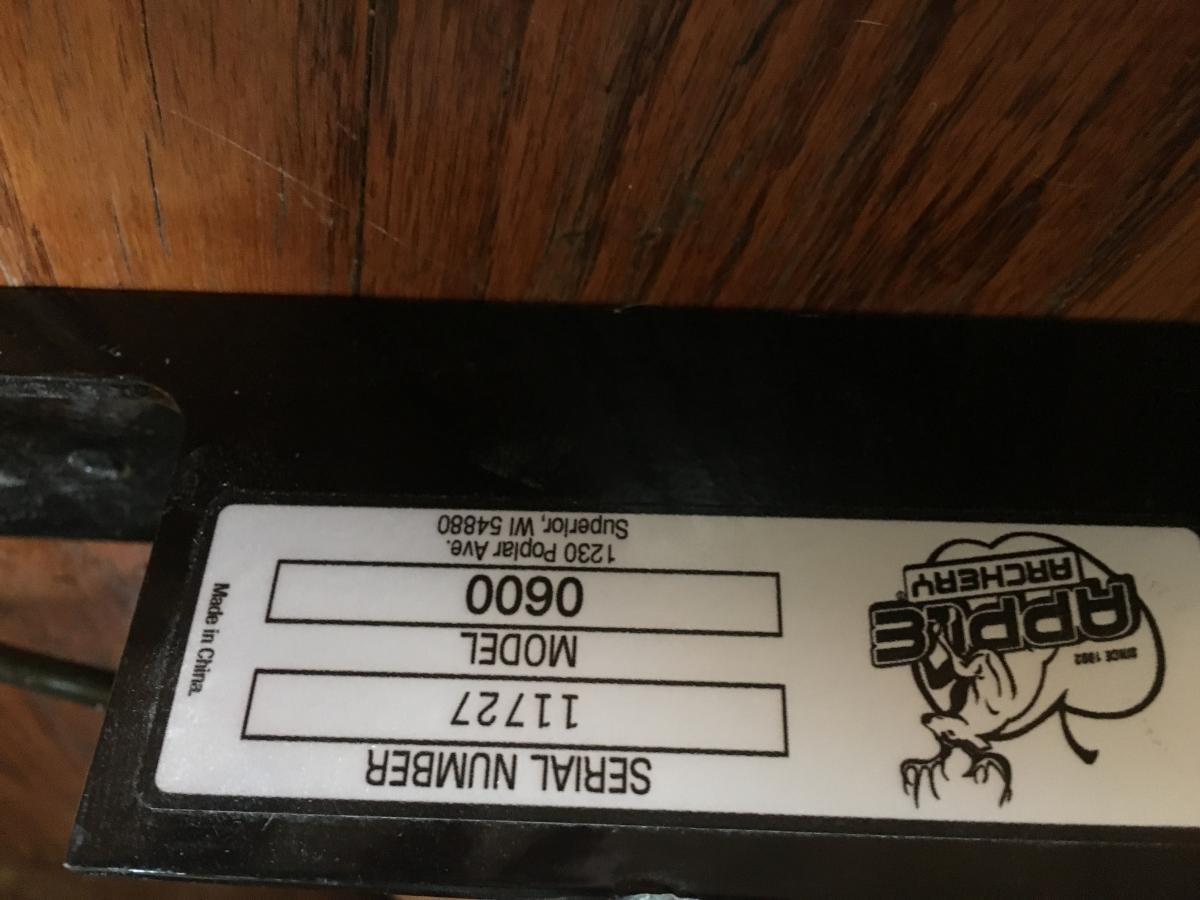 SINCE 1982
APPLE
ARCHERY®
SERIAL NUMBER
11727
MODEL
0600
1230 Poplar Ave.
Superior, WI 54880
Made in China.